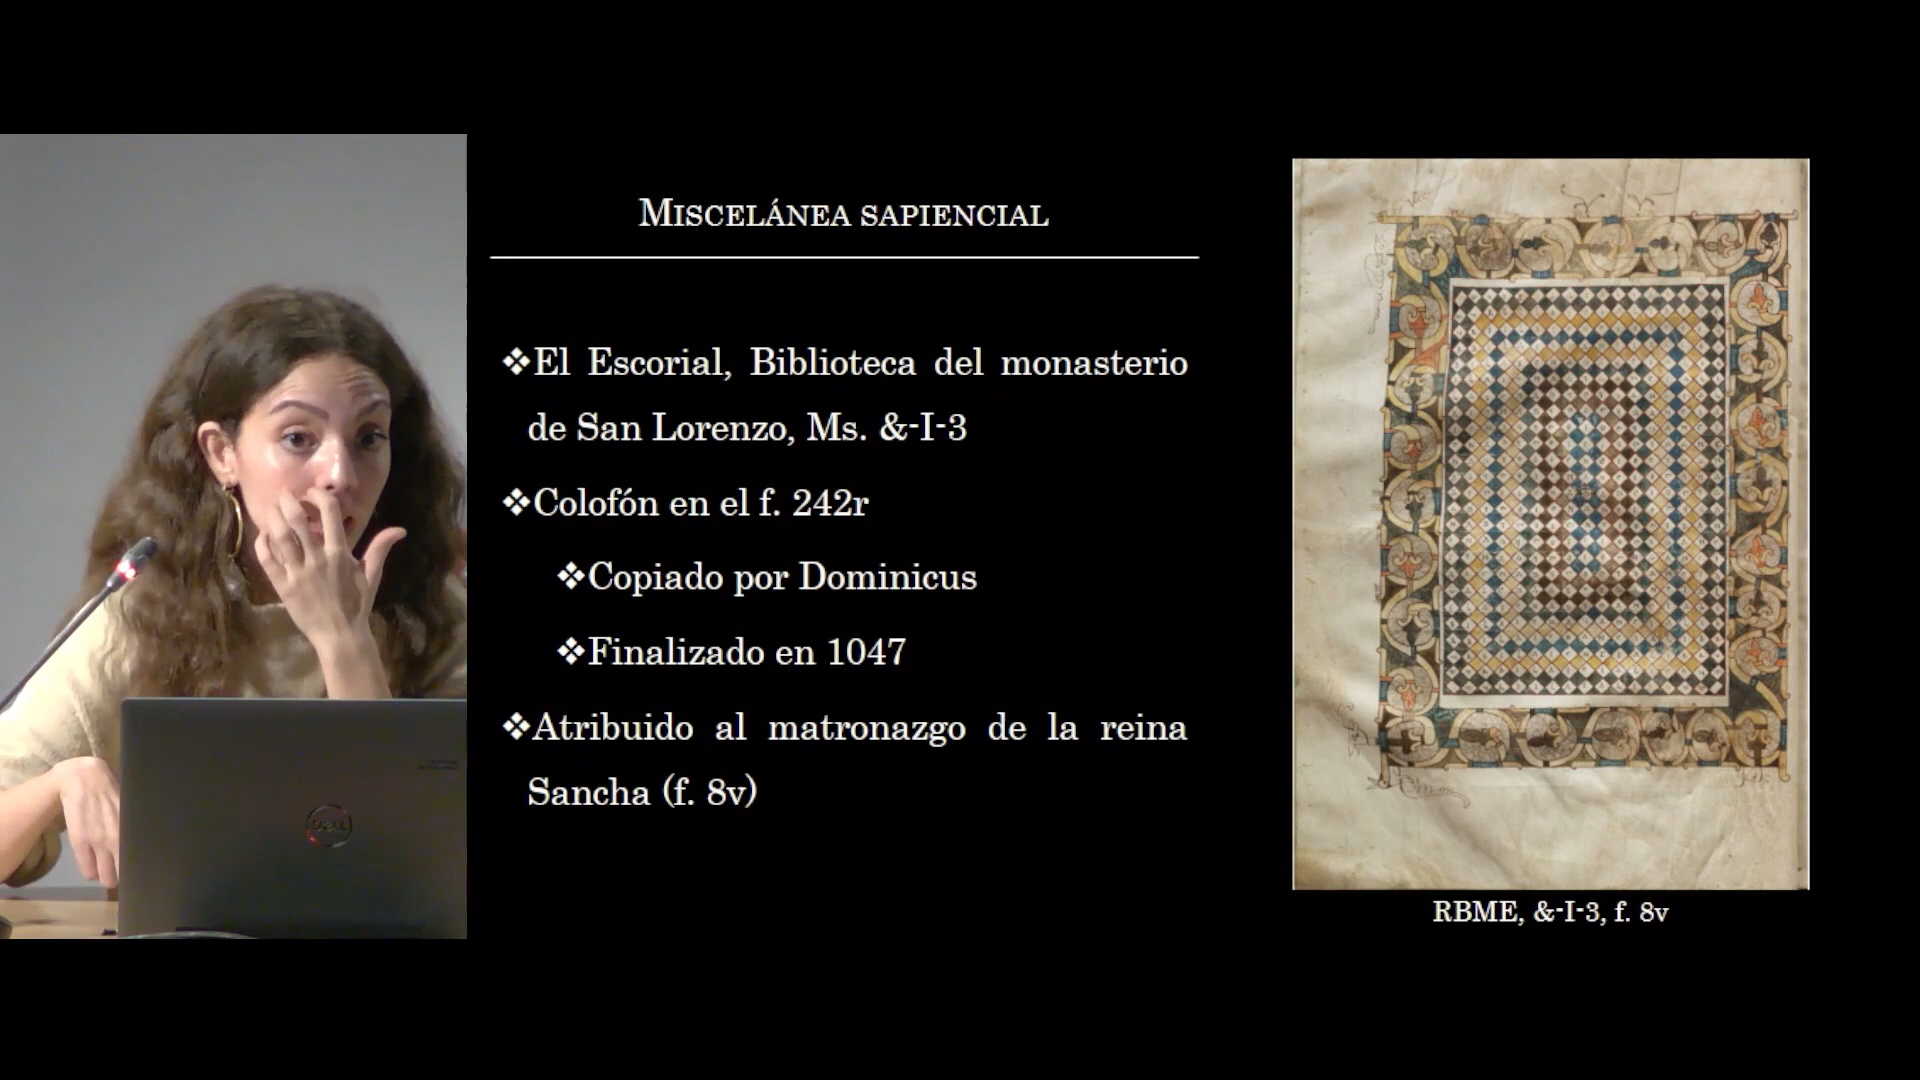 MISCELÁNEA SAPIENCIAL
❖El Escorial, Biblioteca del monasterio
de San Lorenzo, Ms. &-I-3
❖Colofón en el f. 242r
❖Copiado por Dominicus
❖Finalizado en 1047
❖Atribuido al matronazgo de la reina
Sancha (f. 8v)
RBME, &-I-3, f. 8v
DELL